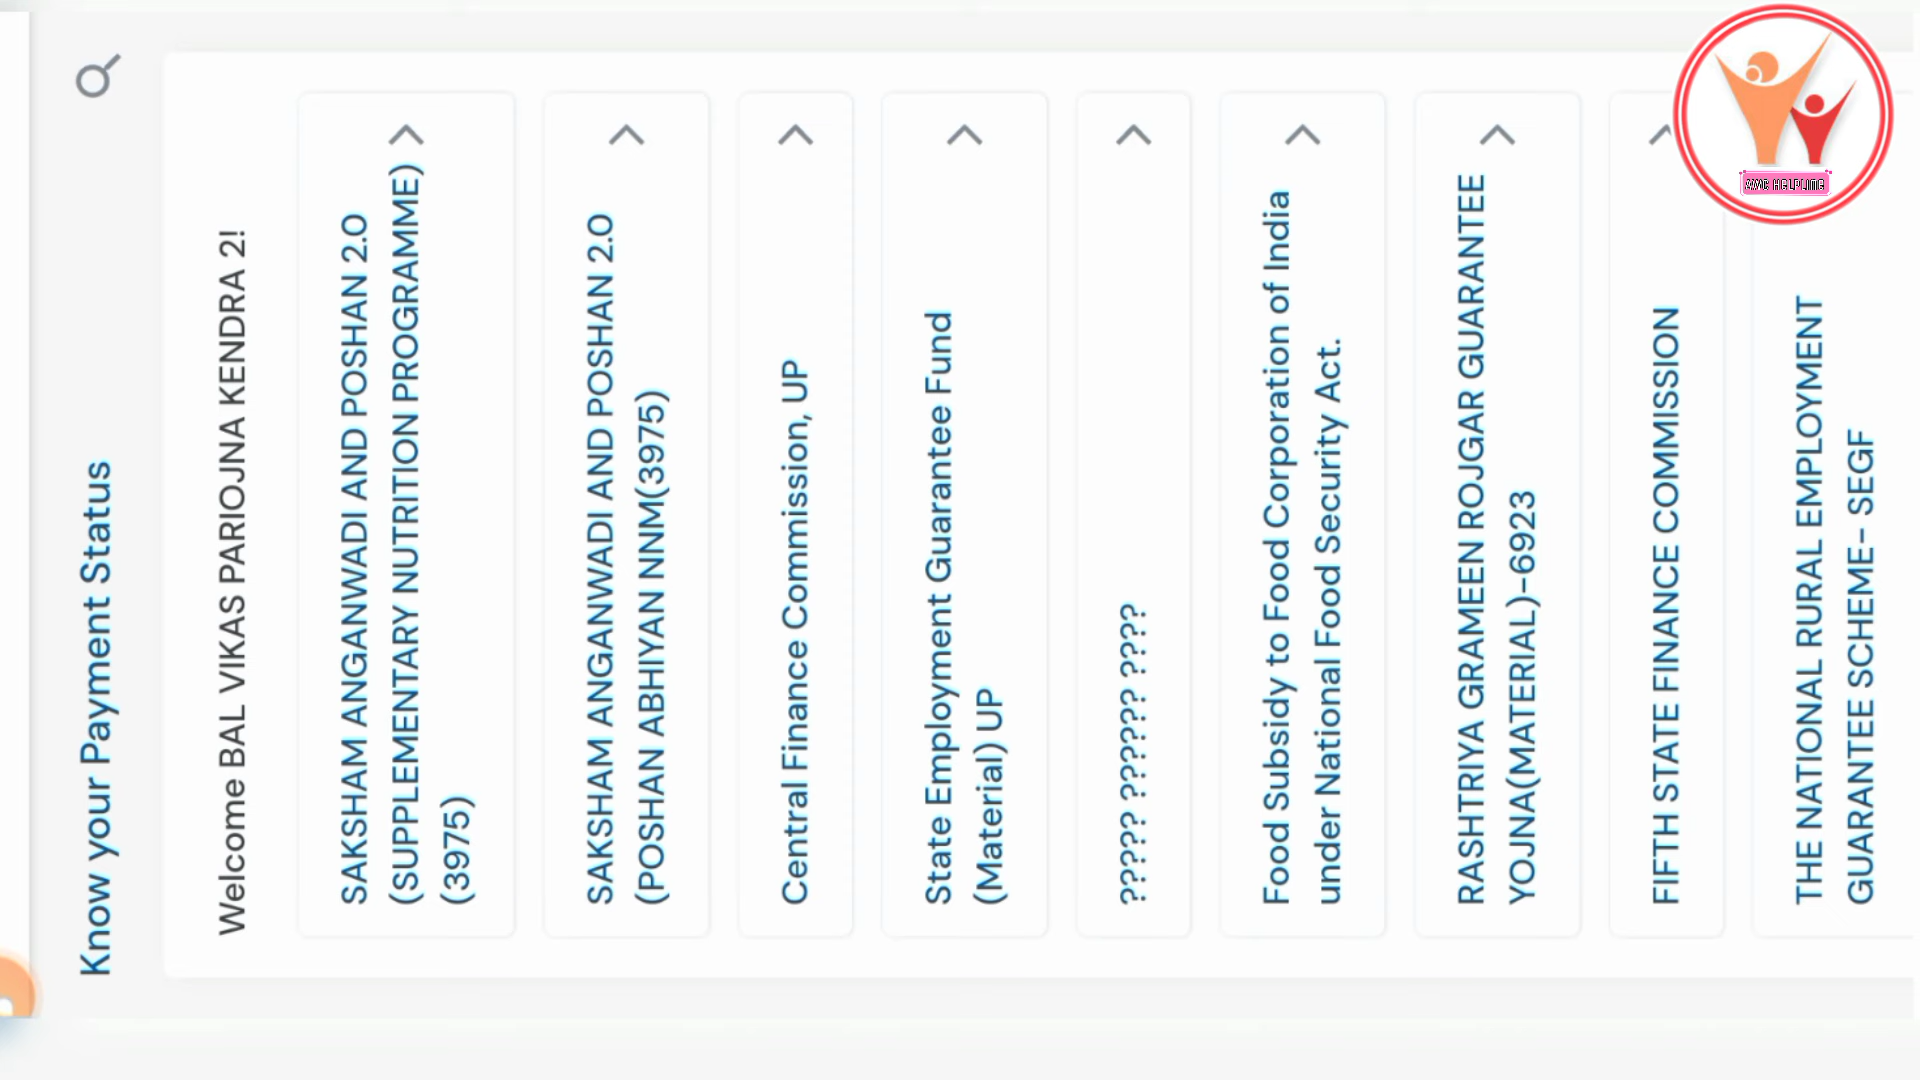 Know your Payment Status
Welcome BAL VIKAS PARIOJNA KENDRA 2!
SAKSHAM ANGANWADI AND POSHAN 2.0
(SUPPLEMENTARY NUTRITION PROGRAMME)
(3975)
SAKSHAM ANGANWADI AND POSHAN 2.0
(POSHAN ABHIYAN NNM(3975)
Central Finance Commission, UP
State Employment Guarantee Fund
(Material) UP
????? ?????? ????
Food Subsidy to Food Corporation of India
under National Food Security Act.
RASHTRIYA GRAMEEN ROJGAR GUARANTEE
YOJNA(MATERIAL)-6923
FIFTH STATE FINANCE COMMISSION
THE NATIONAL RURAL EMPLOYMENT
GUARANTEE SCHEME- SEGF
HELPLINE